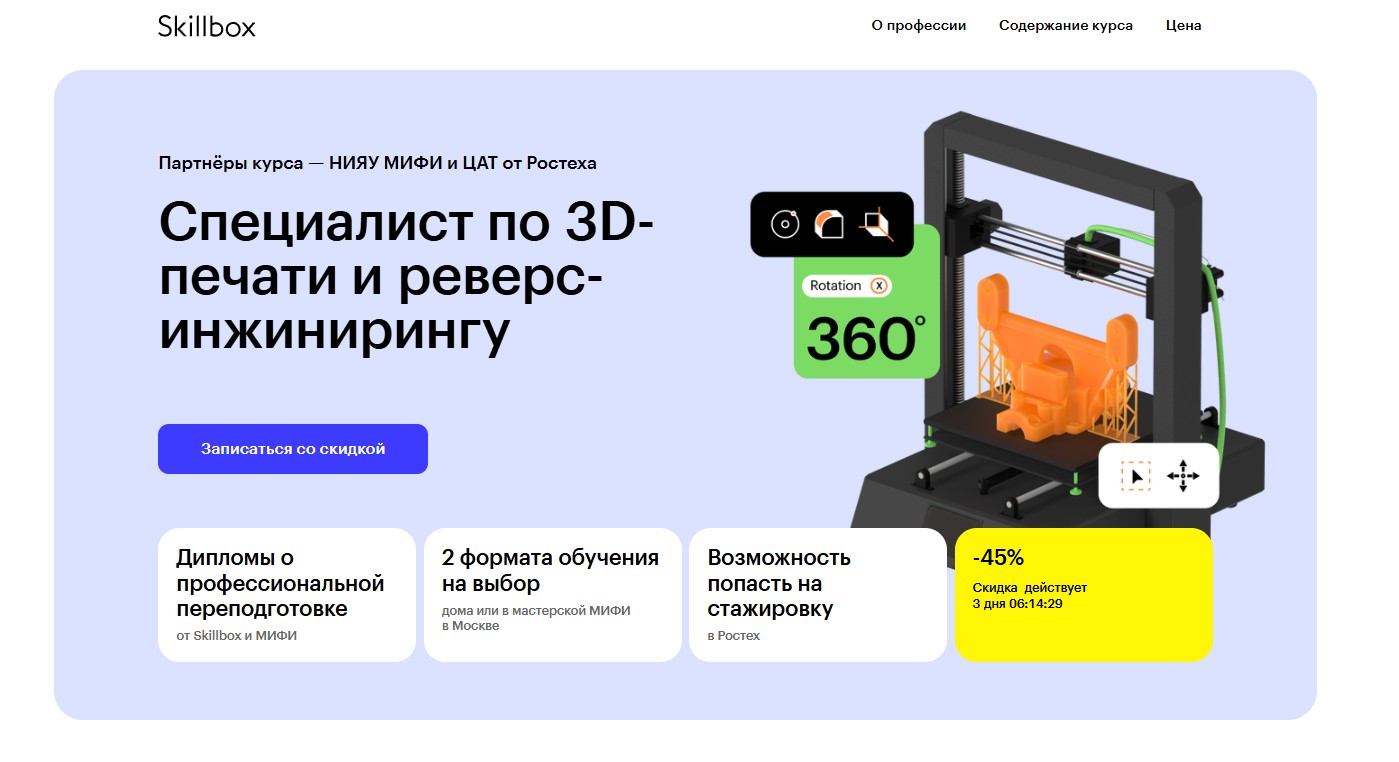 Skillbox
О профессии
Содержание курса
Цена
Партнёры курса — НИЯУ МИФИ и ЦАТ от Ростеха
Специалист по 3D-
печати и реверс-
инжинирингу
Rotation X
360°
Записаться со скидкой
Дипломы о
профессиональной
переподготовке
от Skillbox и МИФИ
2 формата обучения
на выбор
дома или в мастерской МИФИ
в Москве
Возможность
попасть на
стажировку
в Ростех
-45%
Скидка действует
3 дня 06:14:29